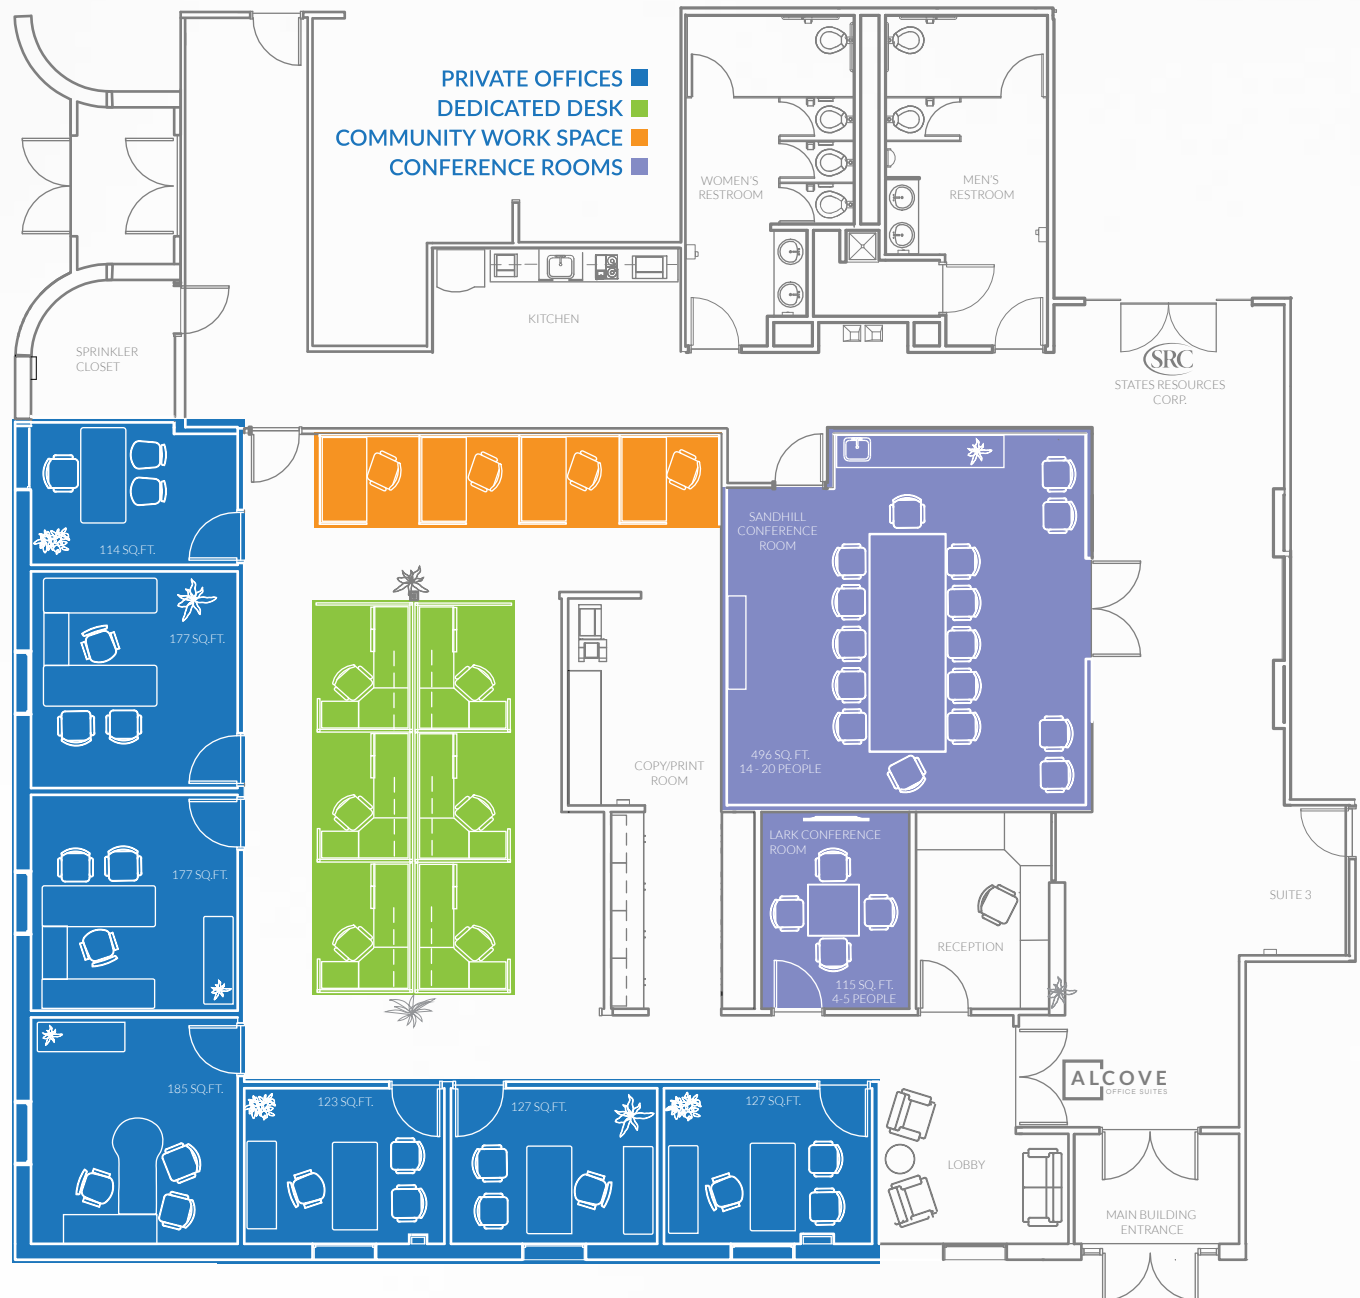 PRIVATE OFFICES
DEDICATED DESK
COMMUNITY WORK SPACE
CONFERENCE ROOMS
WOMEN'S
RESTROOM
MEN'S
RESTROOM
KITCHEN
SPRINKLER
CLOSET
SRC
STATES RESOURCES
CORP.
114 SQ.FT.
SANDHILL
CONFERENCE
ROOM
177 SQ.FT.
496 SQ. FT.
14 - 20 PEOPLE
COPY/PRINT
ROOM
LARK CONFERENCE
ROOM
177 SQ.FT.
SUITE 3
RECEPTION
115 SQ. FT.
4-5 PEOPLE
185 SQ.FT.
ALCOVE
OFFICE SUITES
123 SQ.FT.
127 SQ.FT.
127 SQ.FT.
LOBBY
MAIN BUILDING
ENTRANCE